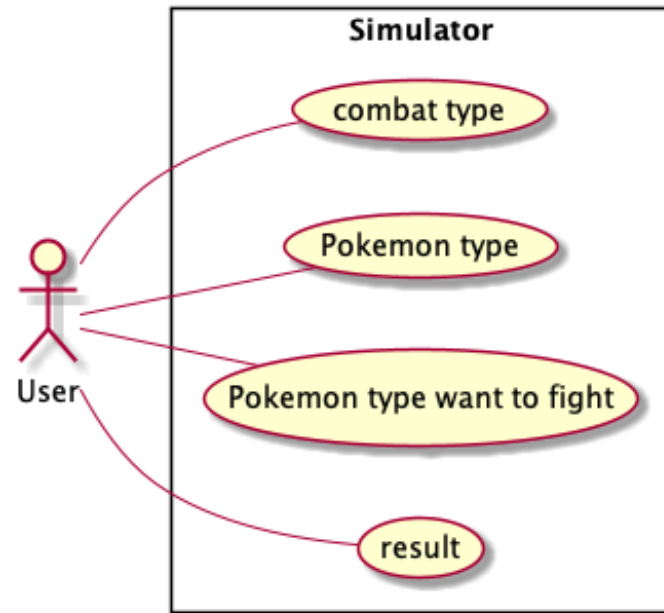 Simulator
combat type
Pokemon type
Pokemon type want to fight
User
result